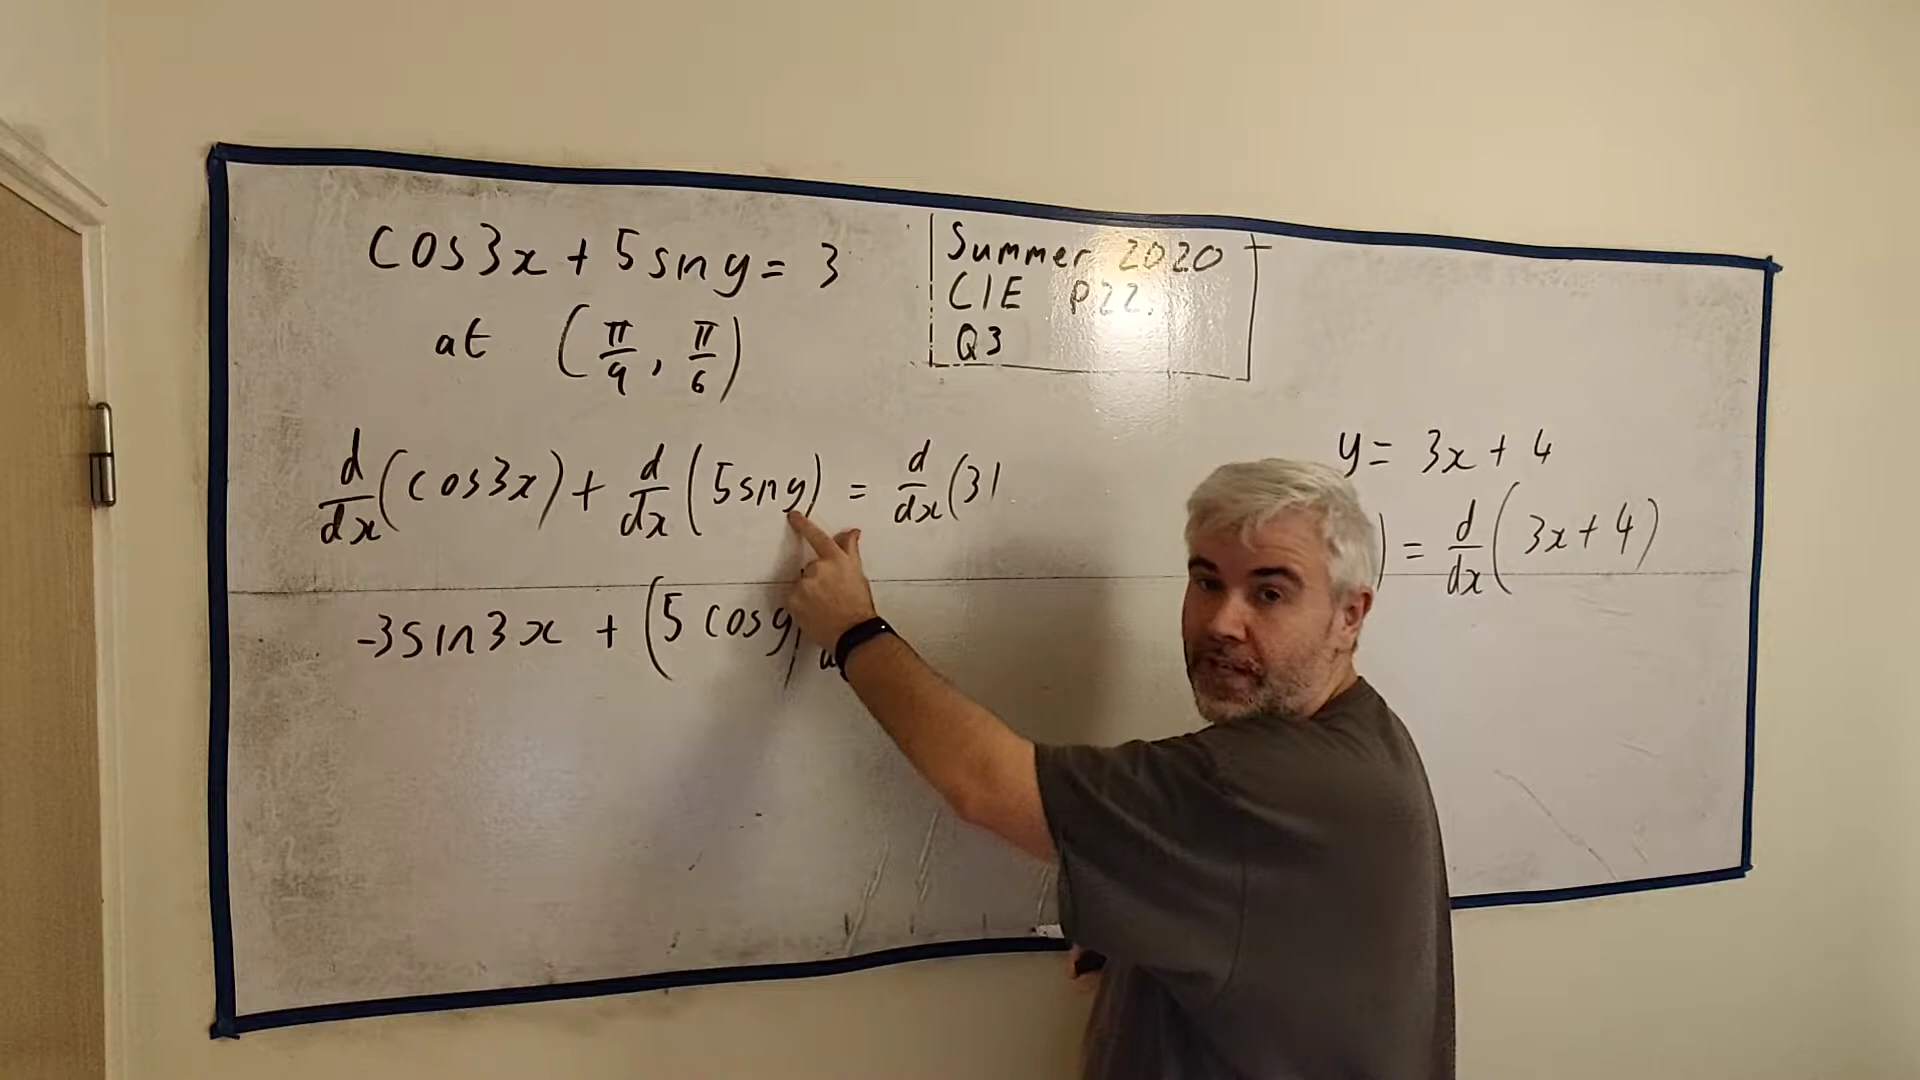 cos3x + 5sny = 3
at (π/9, π/6)
Summer 2020
CIE P22.
Q3
d/dx(cos3x) + d/dx(5sny) = d/dx(3)
-3sin3x + (5cosy)
y = 3x + 4
) = d/dx(3x + 4)